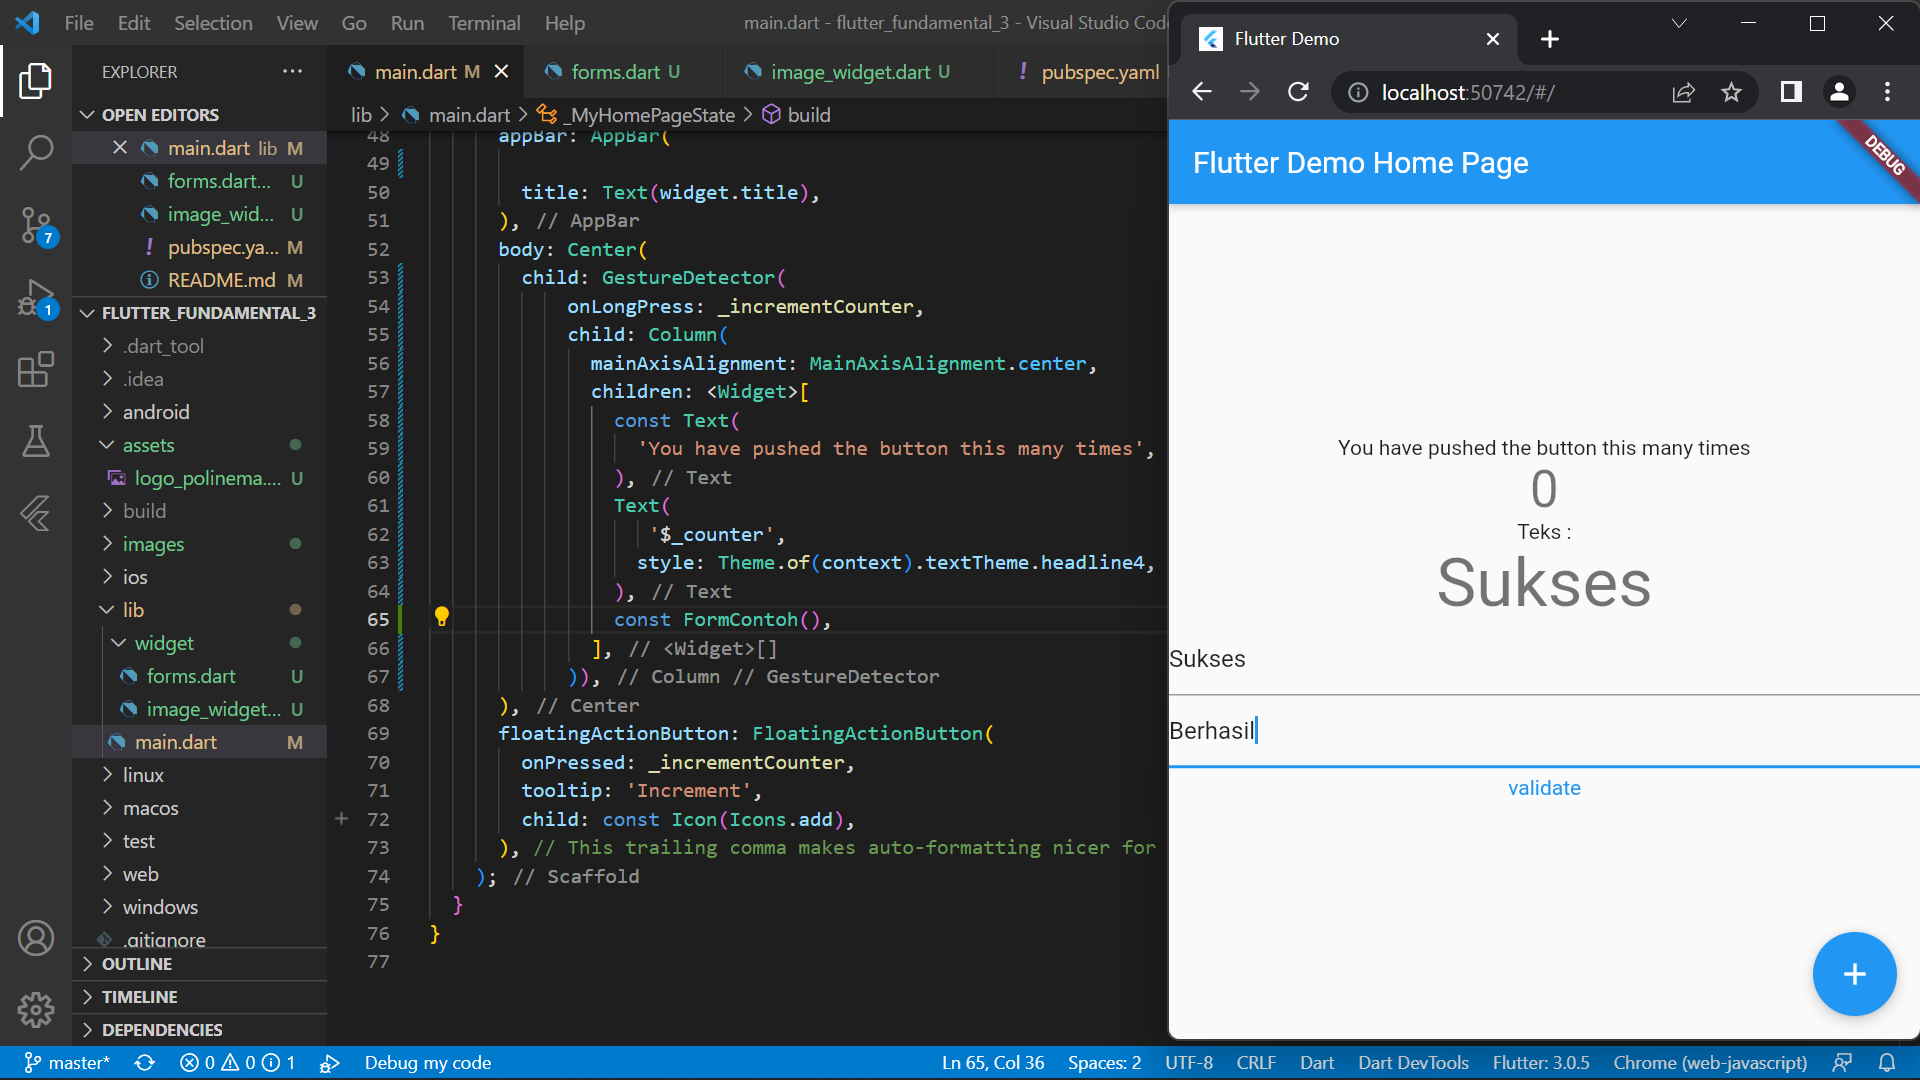 File Edit Selection View Go Run Terminal Help
main.dart - flutter_fundamental_3 - Visual Studio Code
EXPLORER
OPEN EDITORS
main.dart lib M
forms.dart... U
image_wid... U
pubspec.ya... M
README.md M
FLUTTER_FUNDAMENTAL_3
.dart_tool
.idea
android
assets
logo_polinema.... U
build
images
ios
lib
widget
forms.dart U
image_widget... U
main.dart M
linux
macos
test
web
windows
.gitignore
OUTLINE
TIMELINE
DEPENDENCIES
7
1
main.dart M forms.dart U image_widget.dart U pubspec.yaml
lib > main.dart > _MyHomePageState > build
48 appBar: AppBar(
49
50 title: Text(widget.title),
51 ), // AppBar
52 body: Center(
53 child: GestureDetector(
54 onLongPress: _incrementCounter,
55 child: Column(
56 mainAxisAlignment: MainAxisAlignment.center,
57 children: <Widget>[
58 const Text(
59 'You have pushed the button this many times',
60 ), // Text
61 Text(
62 '$_counter',
63 style: Theme.of(context).textTheme.headline4,
64 ), // Text
65 const FormContoh(),
66 ], // <Widget>[]
67 )), // Column // GestureDetector
68 ), // Center
69 floatingActionButton: FloatingActionButton(
70 onPressed: _incrementCounter,
71 tooltip: 'Increment',
72 child: const Icon(Icons.add),
73 ), // This trailing comma makes auto-formatting nicer for
74 ); // Scaffold
75 }
76 }
77
Flutter Demo
localhost:50742/#/
Flutter Demo Home Page
DEBUG
You have pushed the button this many times
0
Teks :
Sukses
Sukses
Berhasil
validate
master* 0 0 1 Debug my code Ln 65, Col 36 Spaces: 2 UTF-8 CRLF Dart Dart DevTools Flutter: 3.0.5 Chrome (web-javascript)